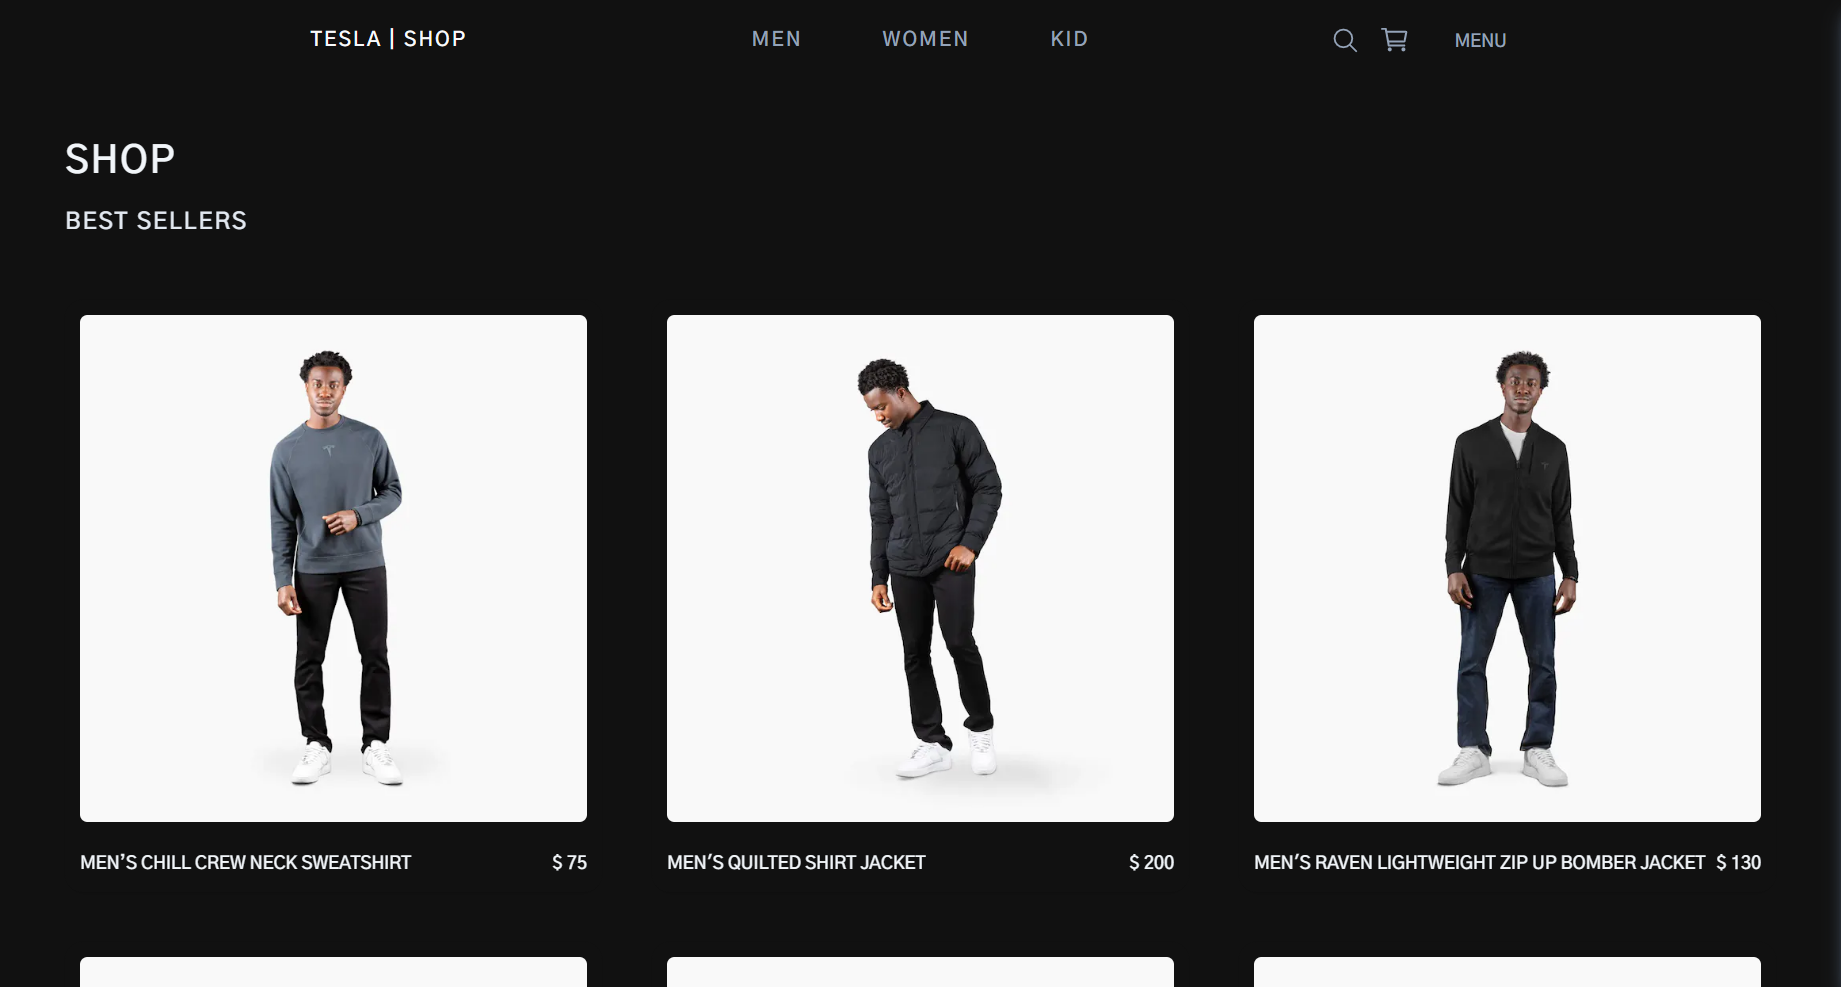 TESLA | SHOP
MEN
WOMEN
KID
MENU
SHOP
BEST SELLERS
MEN’S CHILL CREW NECK SWEATSHIRT
$ 75
MEN'S QUILTED SHIRT JACKET
$ 200
MEN'S RAVEN LIGHTWEIGHT ZIP UP BOMBER JACKET
$ 130